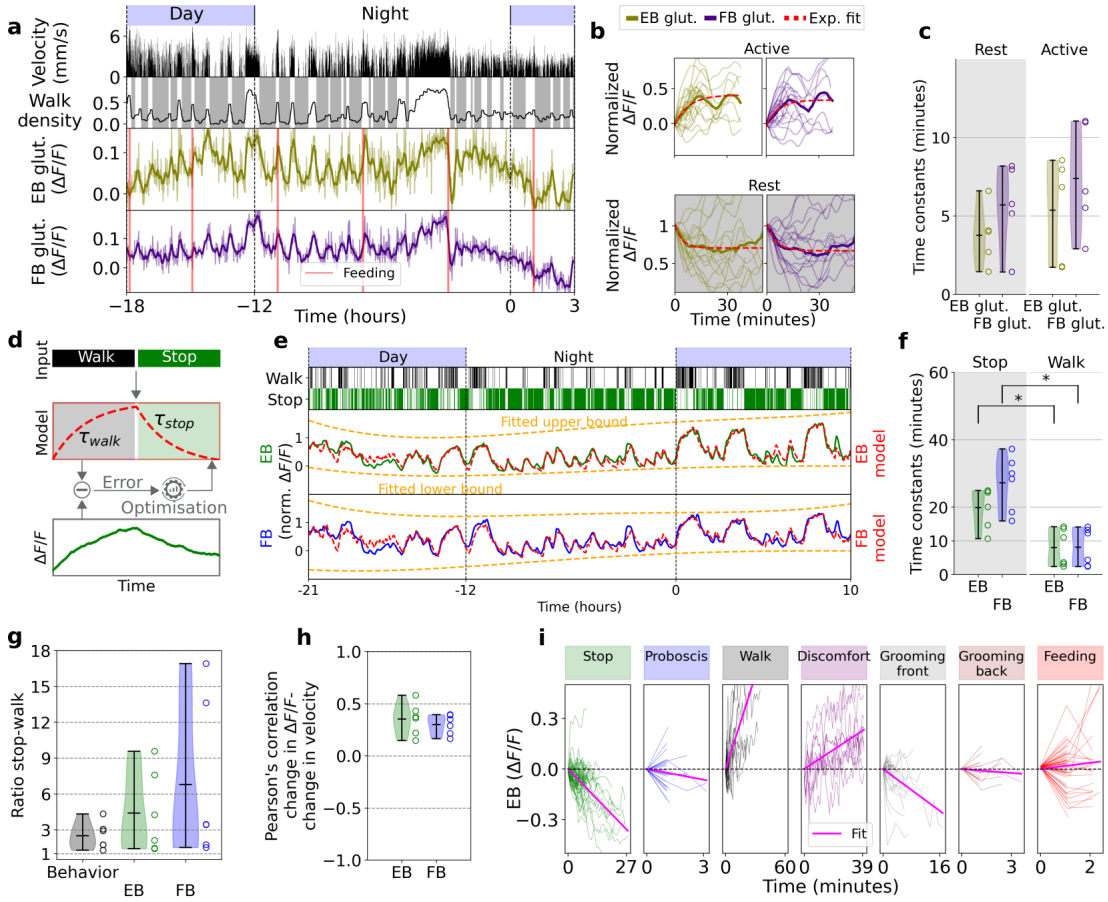 a
Day
Night
Velocity
(mm/s)
6
3
0
Walk
density
0.5
0.0
EB glut.
(ΔF/F)
0.1
0.0
FB glut.
(ΔF/F)
0.1
0.0
Feeding
-18
-12
0
3
Time (hours)
b
EB glut.
FB glut.
Exp. fit
Active
Normalized
ΔF/F
0.5
0.0
Rest
Normalized
ΔF/F
1
0.5
0
30
0
30
Time (minutes)
c
Rest
Active
Time constants (minutes)
10
5
0
EB glut.
FB glut.
EB glut.
FB glut.
d
Input
Walk
Stop
Model
τwalk
τstop
Error
Optimisation
ΔF/F
Time
e
Day
Night
Walk
Stop
Fitted upper bound
EB
(norm. ΔF/F)
1
0
EB
model
Fitted lower bound
FB
1
0
FB
model
-21
-12
0
10
Time (hours)
f
Stop
Walk
Time constants (minutes)
60
40
30
20
10
0
*
*
EB
FB
EB
FB
g
Ratio stop-walk
18
15
12
9
6
3
1
Behavior
EB
FB
h
Pearson's correlation
change in ΔF/F-
change in velocity
1.0
0.5
0.0
−0.5
−1.0
EB
FB
i
Stop
Proboscis
Walk
Discomfort
Grooming
front
Grooming
back
Feeding
EB (ΔF/F)
0.3
0.0
−0.3
Fit
0
27
0
3
0
60
0
39
0
16
0
3
0
2
Time (minutes)